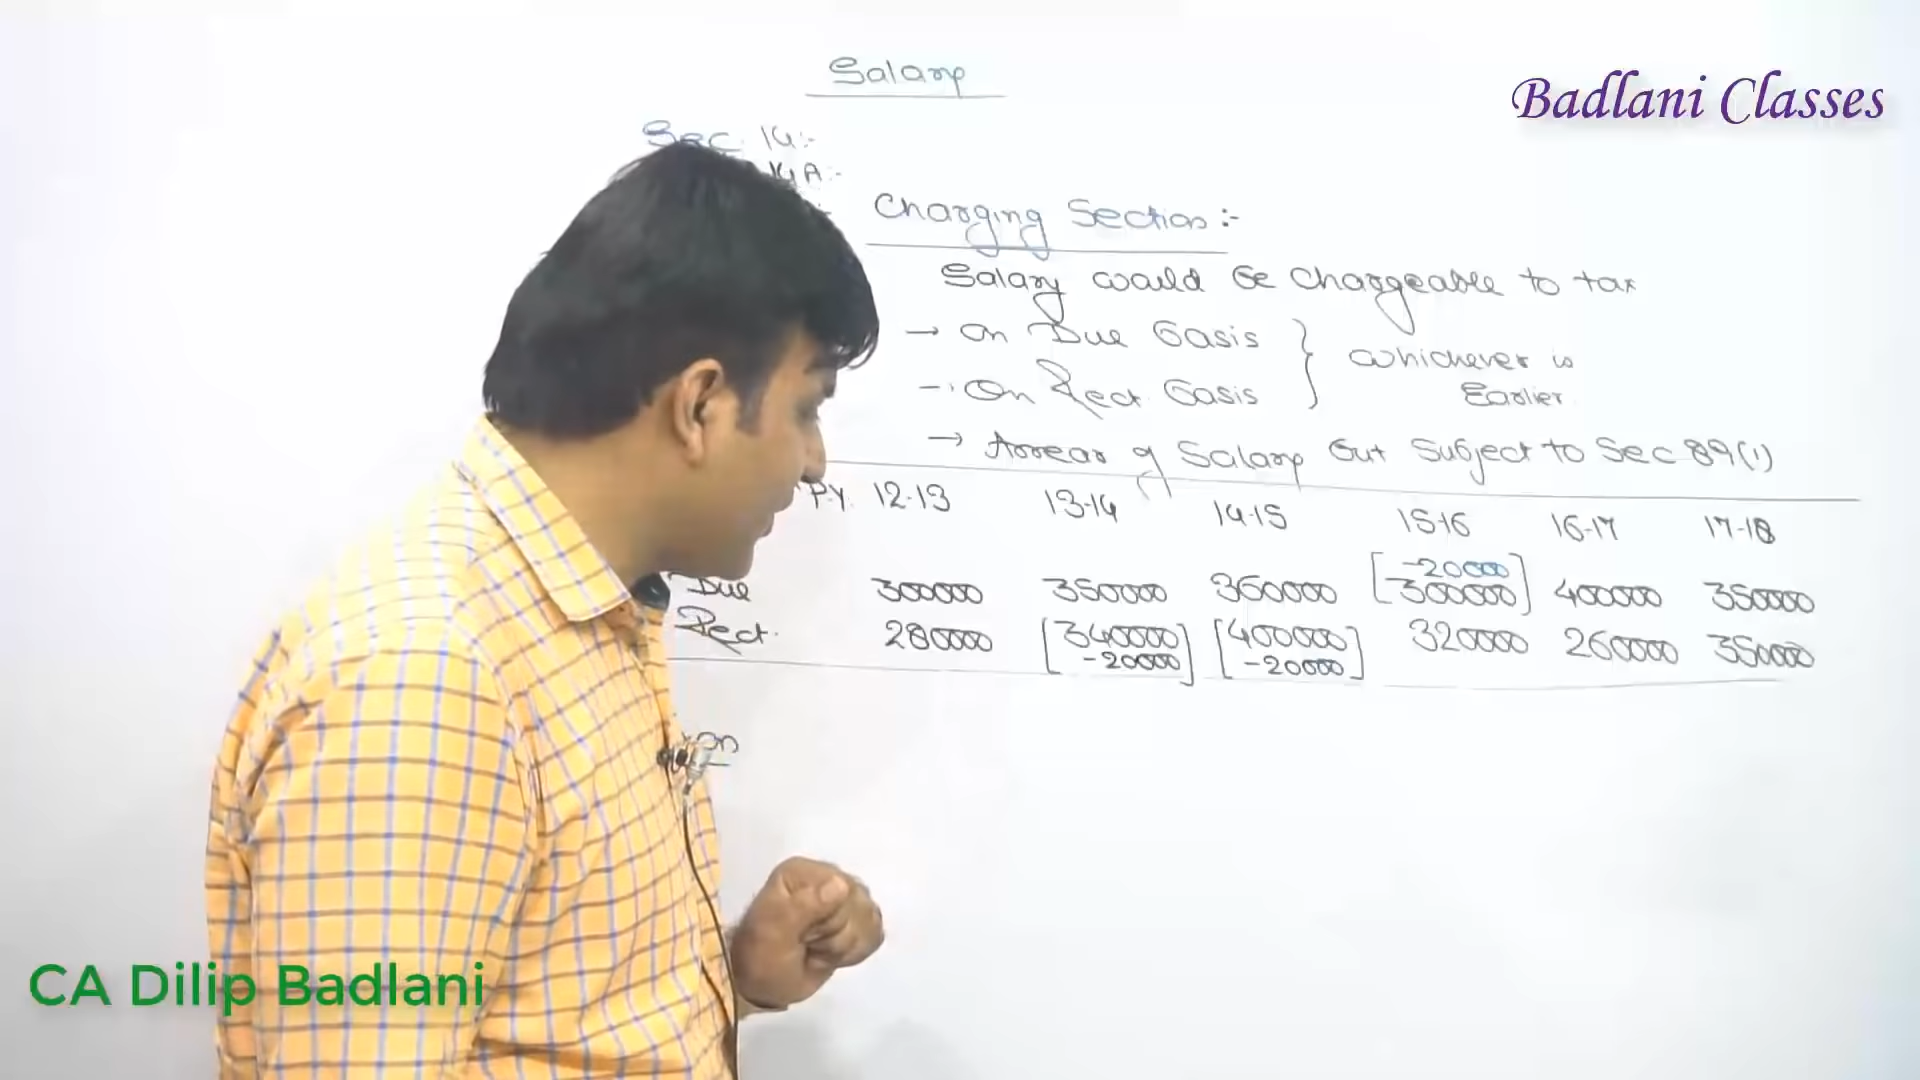 Salary
Badlani Classes
Sec. 14:-
14A:-
Charging Section:-
Salary would be chargeable to tax
→ On Due basis } whichever is
→ On Rect. basis } Earlier
→ Arrear of Salary but Subject to Sec 89(1)
P.Y. 12-13 13-14 14-15 15-16 16-17 17-18
[-20000
Due 300000 350000 360000 300000] 400000 350000
Rect. 280000 [340000 [400000 320000 260000 350000
-20000] -20000]
CA Dilip Badlani